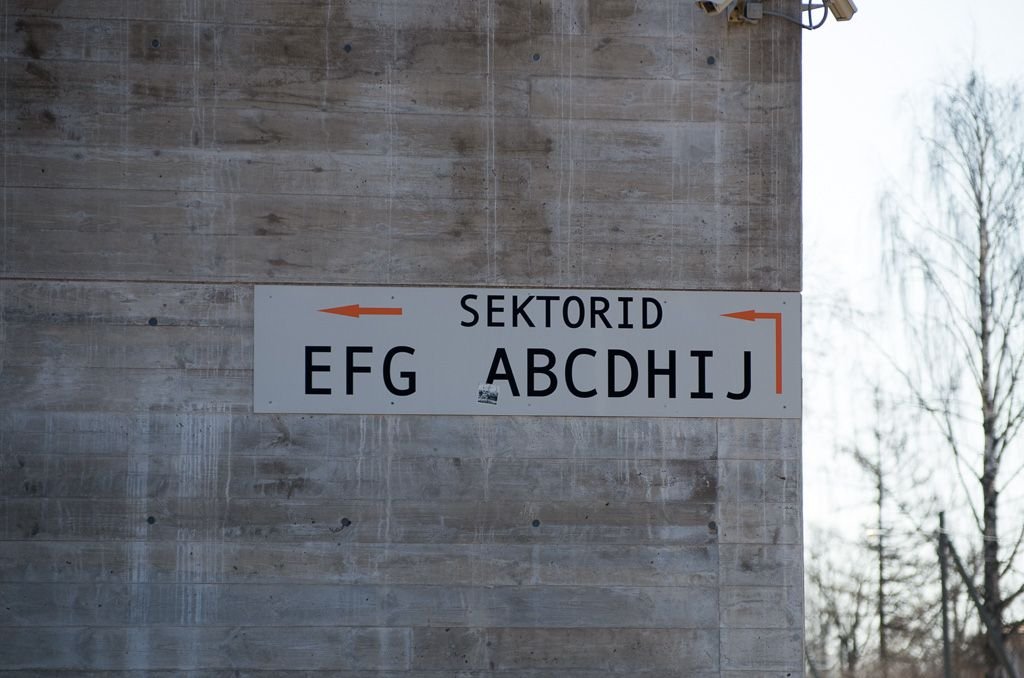 SEKTORID
EFG ABCDHIJ